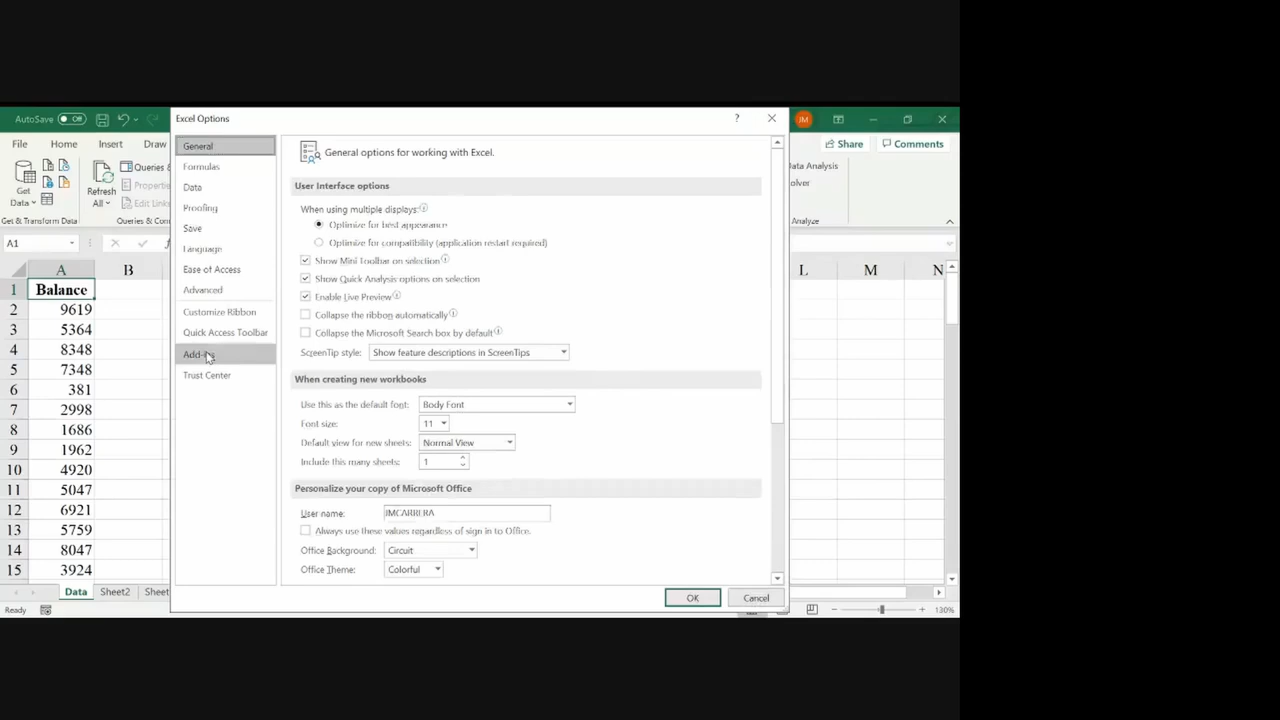 AutoSave Off
Excel Options
?
JM
File Home Insert Draw
Share Comments
Get Data
Refresh All
Queries &
Properti
Edit Link
Get & Transform Data
Queries & Con
Data Analysis
olver
Analyze
General
Formulas
Data
Proofing
Save
Language
Ease of Access
Advanced
Customize Ribbon
Quick Access Toolbar
Add-ins
Trust Center
General options for working with Excel.
User Interface options
When using multiple displays:
Optimize for best appearance
Optimize for compatibility (application restart required)
Show Mini Toolbar on selection
Show Quick Analysis options on selection
Enable Live Preview
Collapse the ribbon automatically
Collapse the Microsoft Search box by default
ScreenTip style: Show feature descriptions in ScreenTips
When creating new workbooks
Use this as the default font: Body Font
Font size: 11
Default view for new sheets: Normal View
Include this many sheets: 1
Personalize your copy of Microsoft Office
User name: JMCARRERA
Always use these values regardless of sign in to Office.
Office Background: Circuit
Office Theme: Colorful
OK Cancel
A1
A B L M N
1 Balance
2 9619
3 5364
4 8348
5 7348
6 381
7 2998
8 1686
9 1962
10 4920
11 5047
12 6921
13 5759
14 8047
15 3924
Data Sheet2 Sheet
Ready
130%